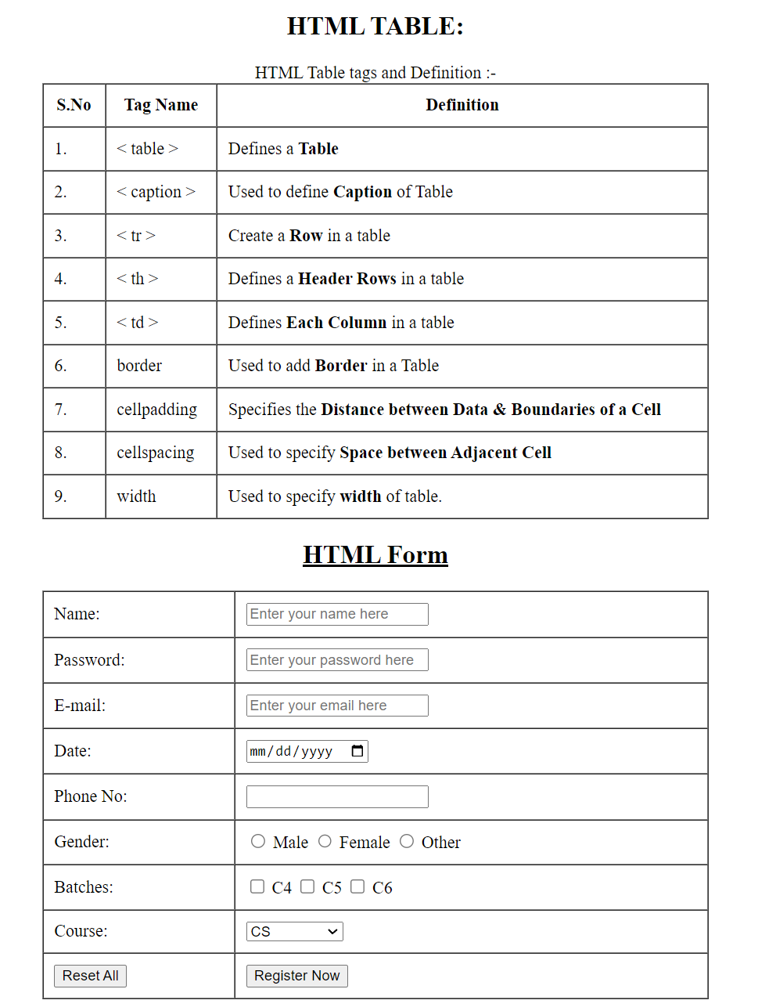 HTML TABLE:
HTML Table tags and Definition :-
S.No Tag Name Definition
1. < table > Defines a Table
2. < caption > Used to define Caption of Table
3. < tr > Create a Row in a table
4. < th > Defines a Header Rows in a table
5. < td > Defines Each Column in a table
6. border Used to add Border in a Table
7. cellpadding Specifies the Distance between Data & Boundaries of a Cell
8. cellspacing Used to specify Space between Adjacent Cell
9. width Used to specify width of table.
HTML Form
Name: Enter your name here
Password: Enter your password here
E-mail: Enter your email here
Date: mm/dd/yyyy
Phone No:
Gender: Male Female Other
Batches: C4 C5 C6
Course: CS
Reset All Register Now